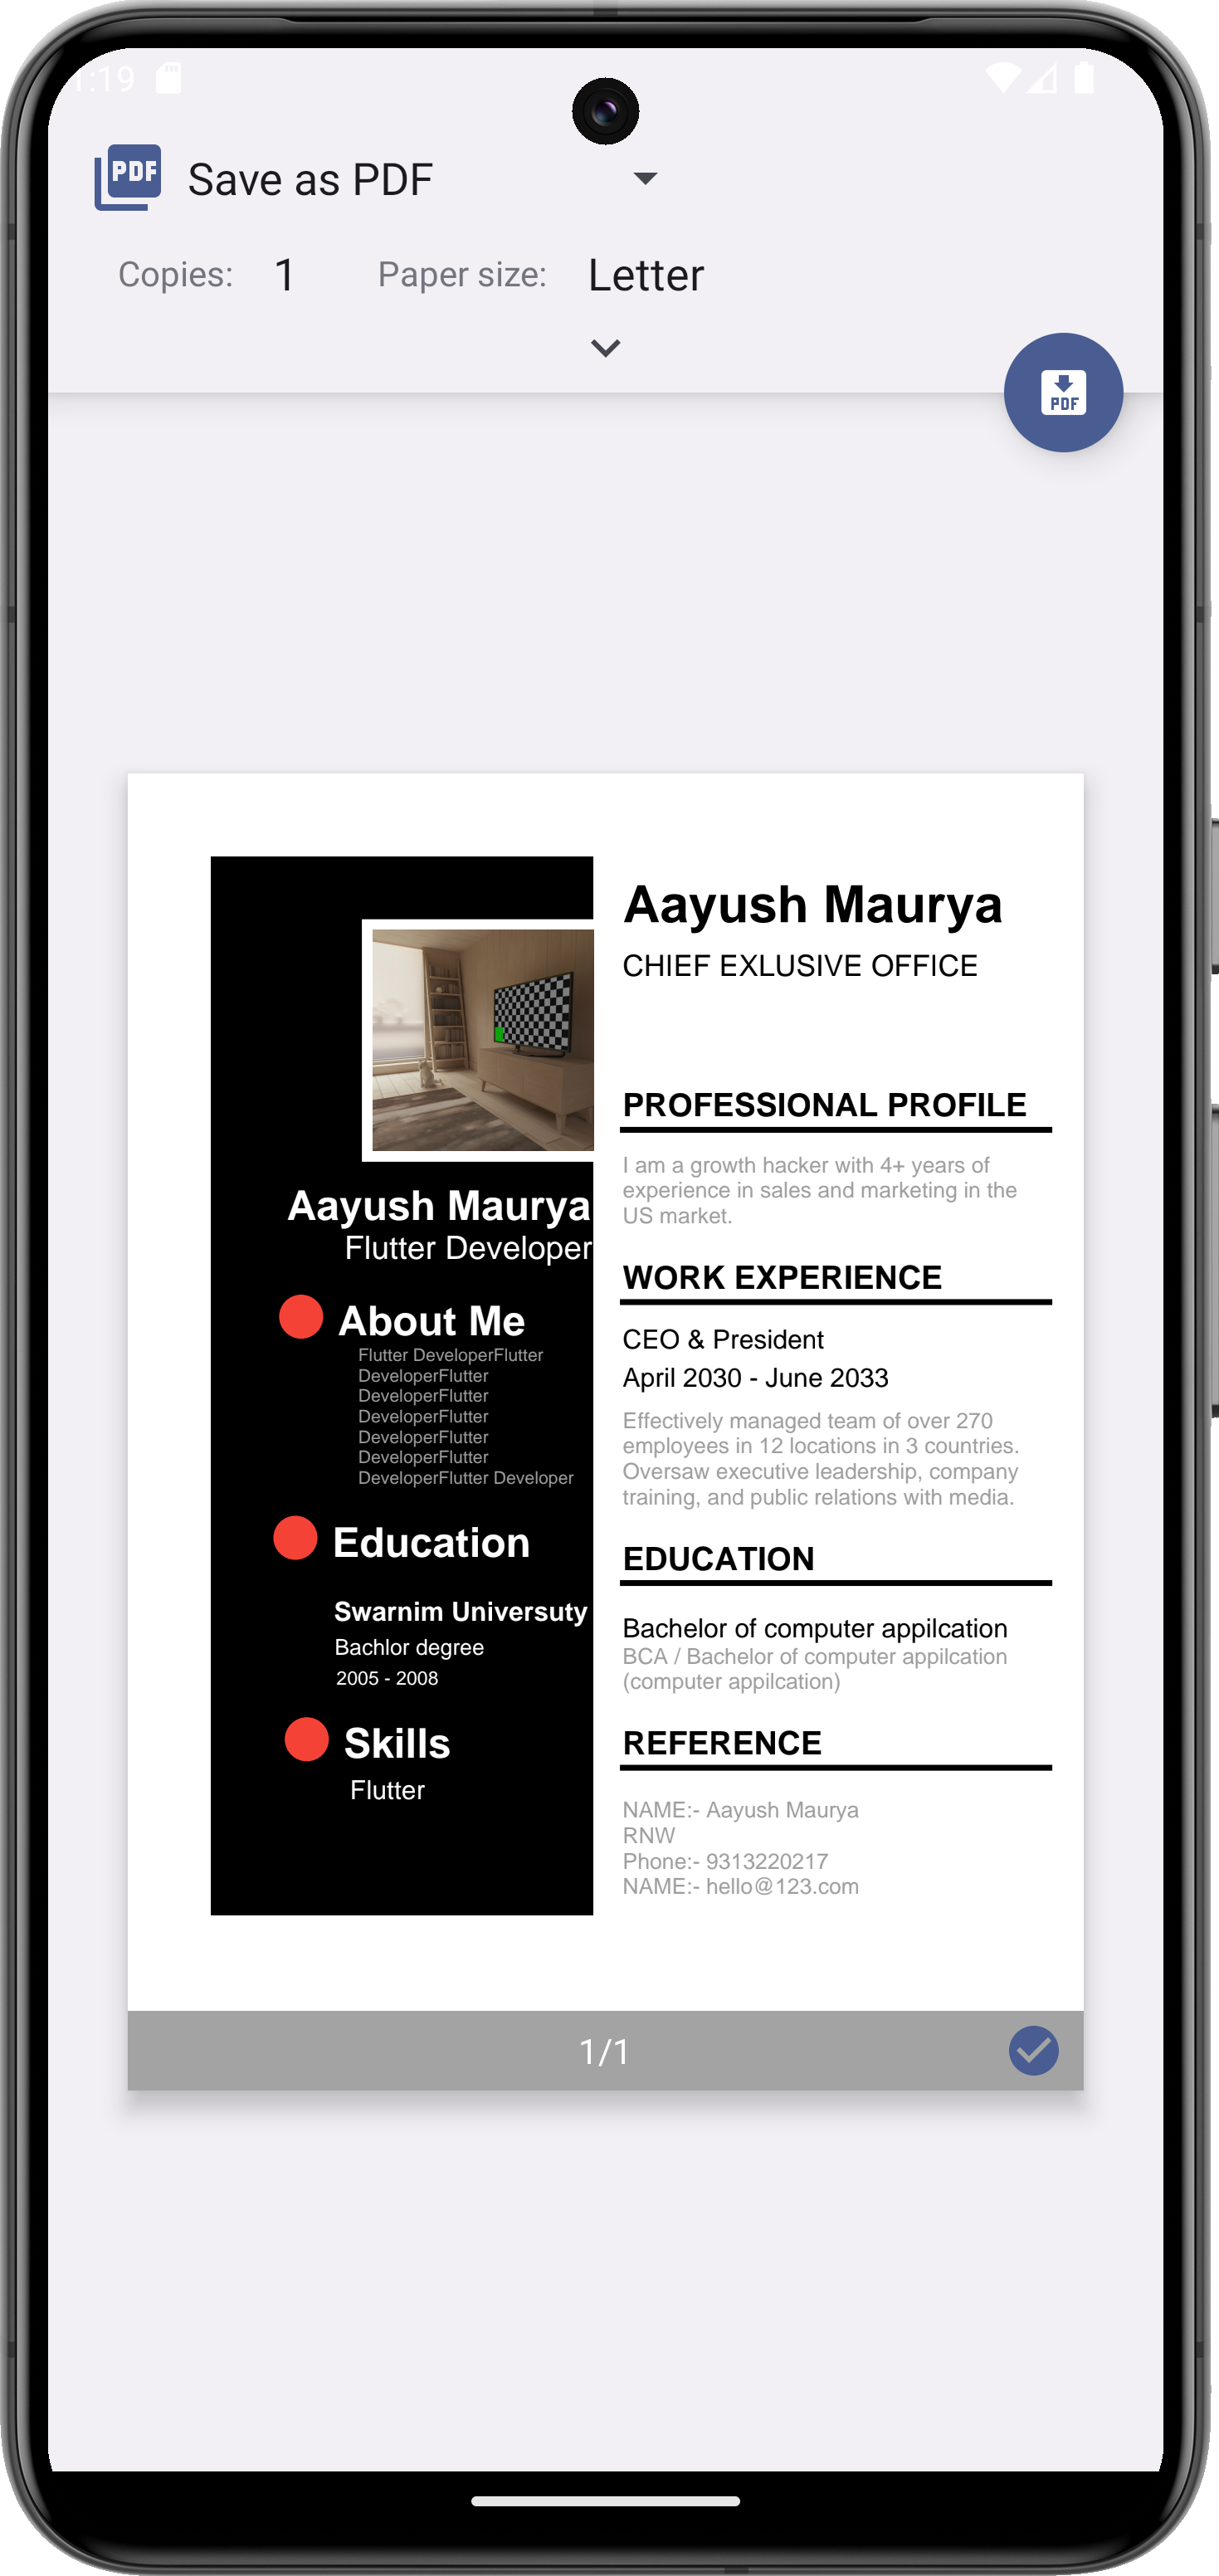 1:19
PDF Save as PDF
Copies: 1 Paper size: Letter
PDF
Aayush Maurya
Flutter Developer
About Me
Flutter DeveloperFlutter
DeveloperFlutter
DeveloperFlutter
DeveloperFlutter
DeveloperFlutter
DeveloperFlutter
DeveloperFlutter Developer
Education
Swarnim Universuty
Bachlor degree
2005 - 2008
Skills
Flutter
Aayush Maurya
CHIEF EXLUSIVE OFFICE
PROFESSIONAL PROFILE
I am a growth hacker with 4+ years of
experience in sales and marketing in the
US market.
WORK EXPERIENCE
CEO & President
April 2030 - June 2033
Effectively managed team of over 270
employees in 12 locations in 3 countries.
Oversaw executive leadership, company
training, and public relations with media.
EDUCATION
Bachelor of computer appilcation
BCA / Bachelor of computer appilcation
(computer appilcation)
REFERENCE
NAME:- Aayush Maurya
RNW
Phone:- 9313220217
NAME:- hello@123.com
1/1